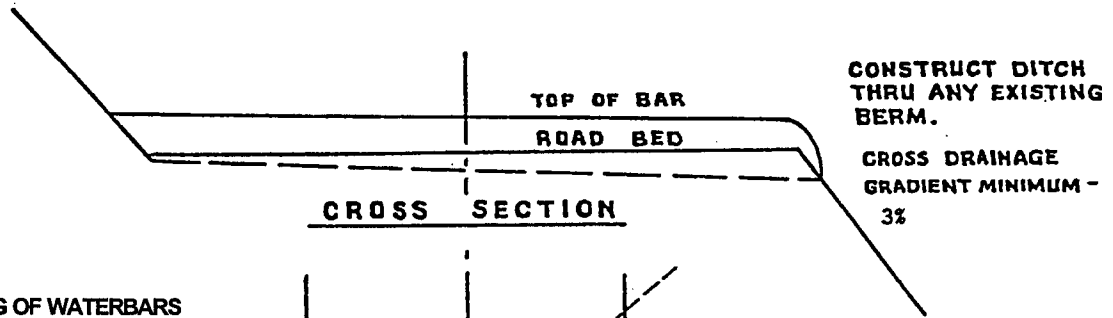 TOP OF BAR
ROAD BED
CROSS SECTION
CONSTRUCT DITCH
THRU ANY EXISTING
BERM.
CROSS DRAINAGE
GRADIENT MINIMUM -
3%
OF WATERBARS